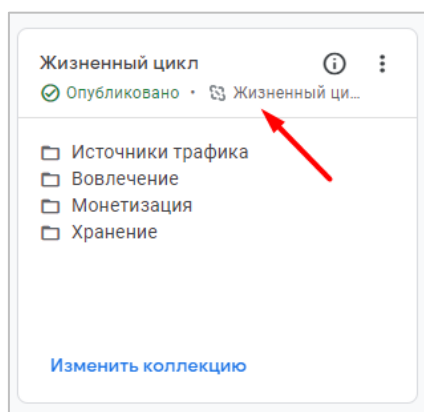 Жизненный цикл
Опубликовано • Жизненный ци...
Источники трафика
Вовлечение
Монетизация
Хранение
Изменить коллекцию